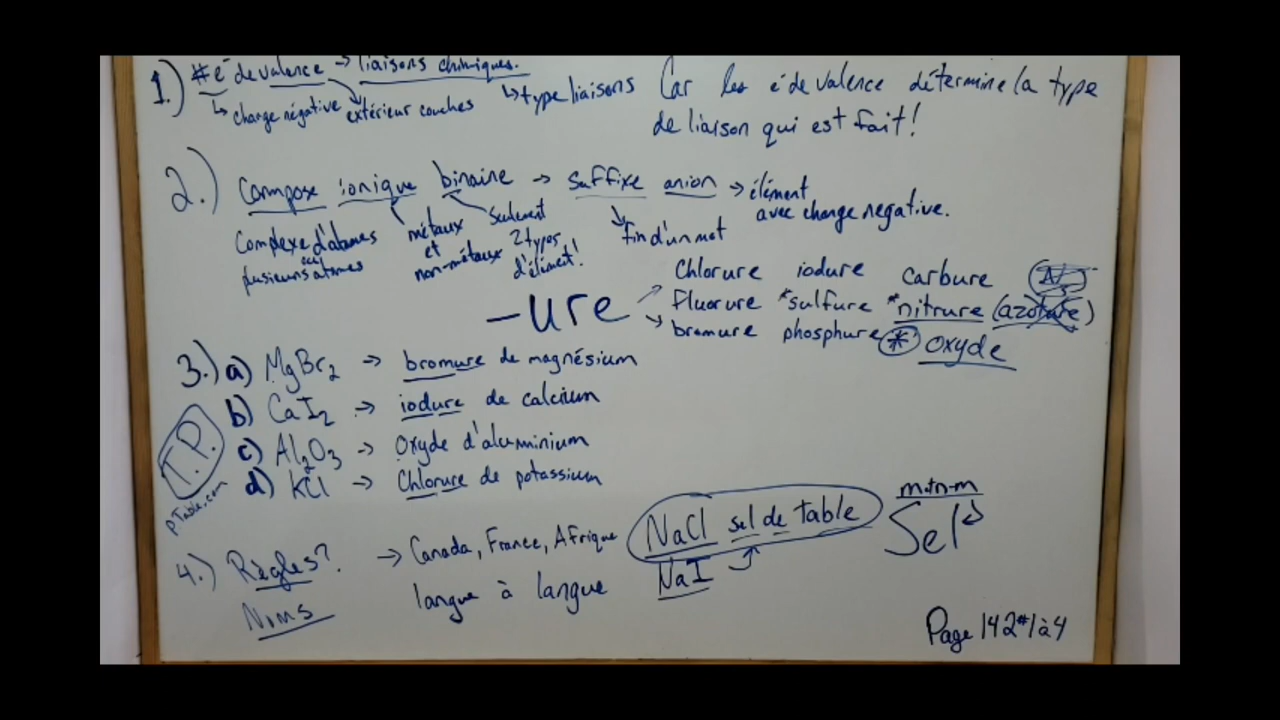 1.) #e⁻ de valence → liaisons chimiques.
↳ charge négative extérieur couches ↳ type liaisons
Car les é de valence détermine la type
de liaison qui est fait!
2.) Compose ionique binaire → suffixe anion → élément
avec charge négative.
Complexe d'atomes
ou
plusieurs atomes
métaux
et
non-métaux
seulement
2 types
d'élément!
fin d'un mot
-ure
Chlorure iodure carbure
fluorure *sulfure *nitrure (azoture)
bromure phosphure * oxyde
3.) a) MgBr2 → bromure de magnésium
b) CaI2 → iodure de calcium
c) Al2O3 → Oxyde d'aluminium
d) KCl → Chlorure de potassium
T.P.
pTable.com
4.) Règles? → Canada, France, Afrique
Noms langue à langue
NaCl sel de table
NaI
m+n-m
Sel
Page 142 #1 à 4